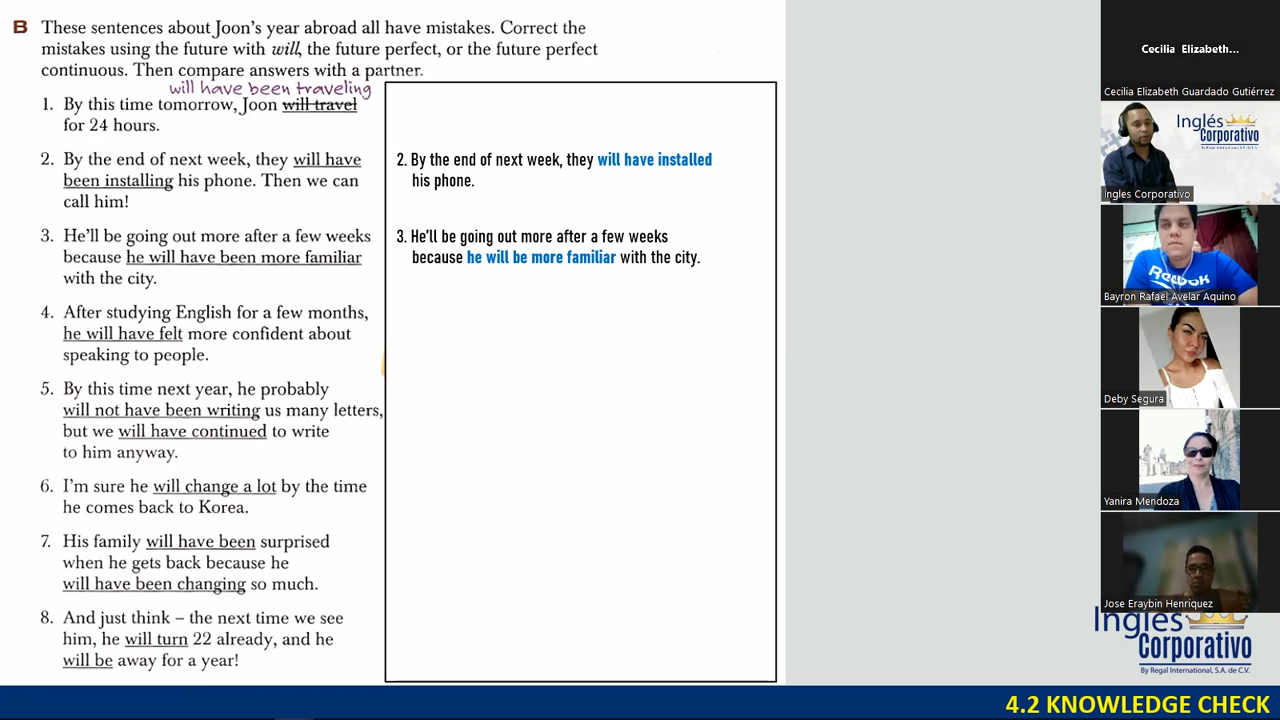 B These sentences about Joon's year abroad all have mistakes. Correct the
mistakes using the future with will, the future perfect, or the future perfect
continuous. Then compare answers with a partner.
will have been traveling
1. By this time tomorrow, Joon will travel
for 24 hours.
2. By the end of next week, they will have
been installing his phone. Then we can
call him!
3. He'll be going out more after a few weeks
because he will have been more familiar
with the city.
4. After studying English for a few months,
he will have felt more confident about
speaking to people.
5. By this time next year, he probably
will not have been writing us many letters,
but we will have continued to write
to him anyway.
6. I'm sure he will change a lot by the time
he comes back to Korea.
7. His family will have been surprised
when he gets back because he
will have been changing so much.
8. And just think – the next time we see
him, he will turn 22 already, and he
will be away for a year!
2. By the end of next week, they will have installed
his phone.
3. He'll be going out more after a few weeks
because he will be more familiar with the city.
Cecilia Elizabeth...
Cecilia Elizabeth Guardado Gutiérrez
Inglés
Corporativo
By Regal International, S.A. de C.V.
Ingles Corporativo
Reebok
Bayron Rafael Avelar Aquino
Deby Segura
Yanira Mendoza
Jose Eraybin Henriquez
Inglés
Corporativo
By Regal International, S.A. de C.V.
4.2 KNOWLEDGE CHECK